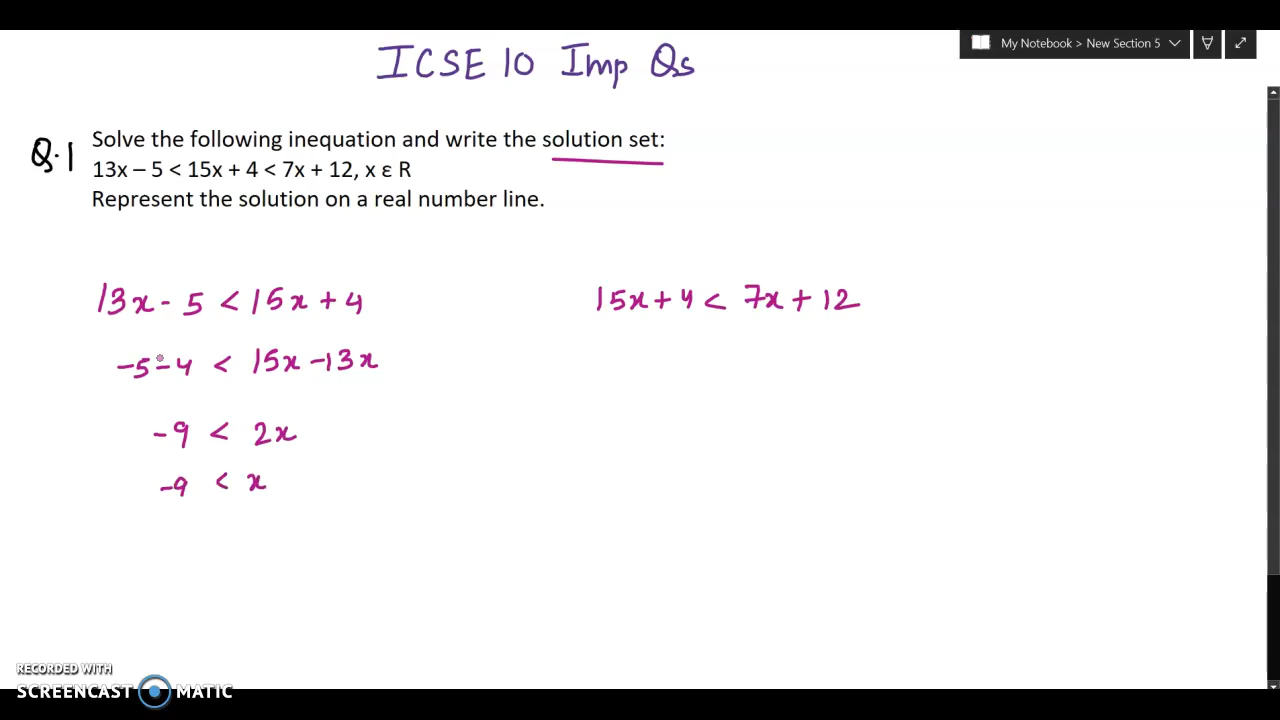 ICSE 10 Imp Qs
My Notebook > New Section 5
Q.1 Solve the following inequation and write the solution set:
13x – 5 < 15x + 4 < 7x + 12, x ε R
Represent the solution on a real number line.
13x - 5 < 15x + 4
15x + 4 < 7x + 12
-5 - 4 < 15x - 13x
-9 < 2x
-9 < x
RECORDED WITH
SCREENCAST MATIC